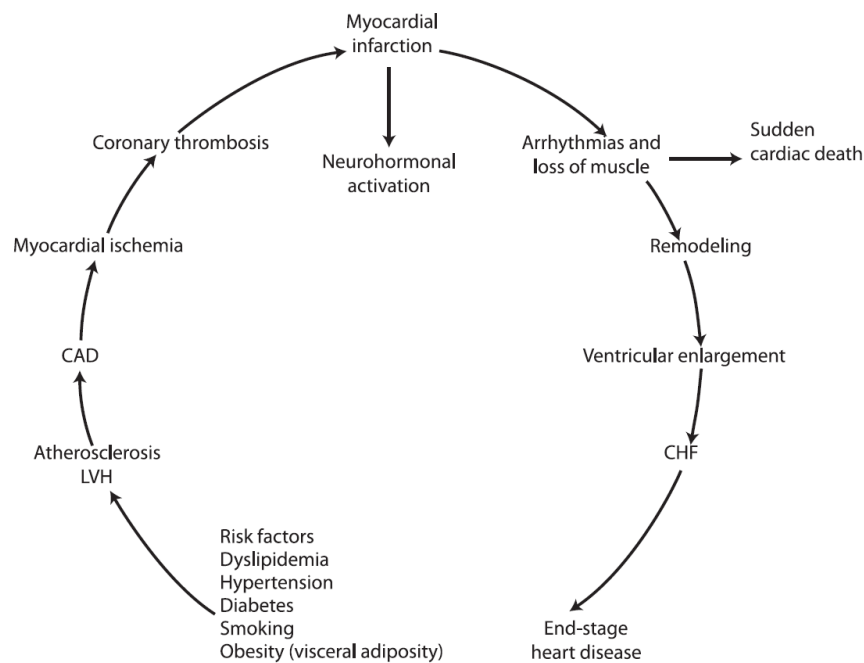 Myocardial
infarction
Coronary thrombosis
Neurohormonal
activation
Arrhythmias and
loss of muscle
Sudden
cardiac death
Myocardial ischemia
Remodeling
CAD
Ventricular enlargement
Atherosclerosis
LVH
CHF
Risk factors
Dyslipidemia
Hypertension
Diabetes
Smoking
Obesity (visceral adiposity)
End-stage
heart disease